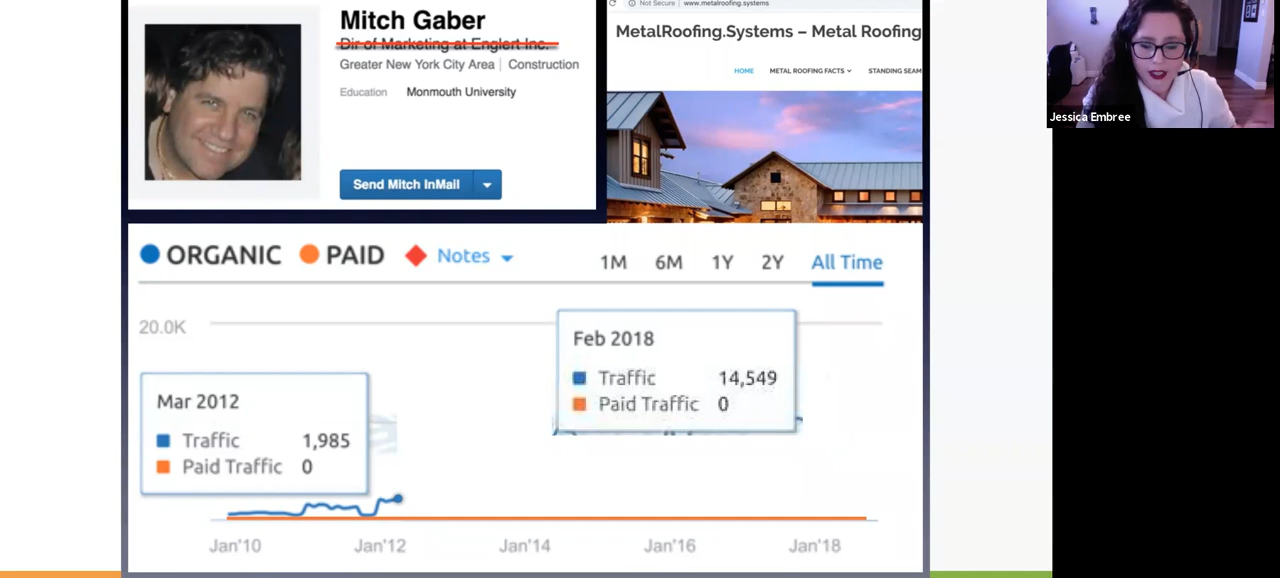 Mitch Gaber
Dir of Marketing at Englert Inc.
Greater New York City Area | Construction
Education Monmouth University
Send Mitch InMail
Not Secure | www.metalroofing.systems
MetalRoofing.Systems – Metal Roofing
HOME METAL ROOFING FACTS STANDING SEAM
Jessica Embree
ORGANIC PAID Notes 1M 6M 1Y 2Y All Time
20.0K
Feb 2018
Traffic 14,549
Paid Traffic 0
Mar 2012
Traffic 1,985
Paid Traffic 0
Jan'10 Jan'12 Jan'14 Jan'16 Jan'18